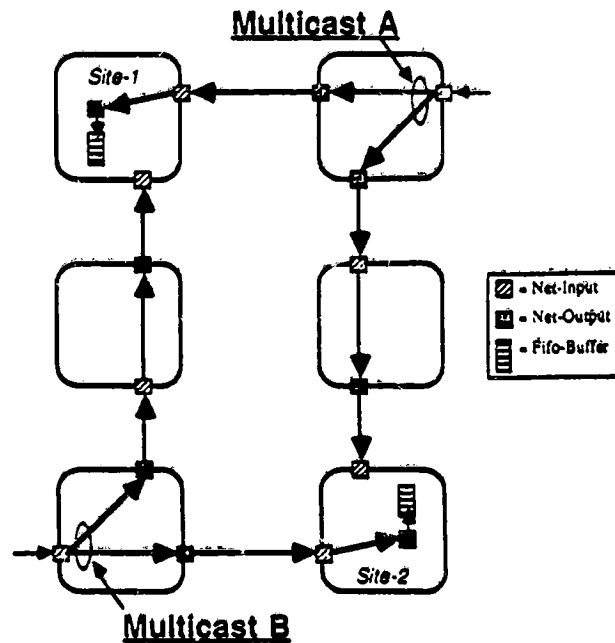 Multicast A
Site-1
- Net-Input
- Net-Output
- Fifo-Buffer
Site-2
Multicast B